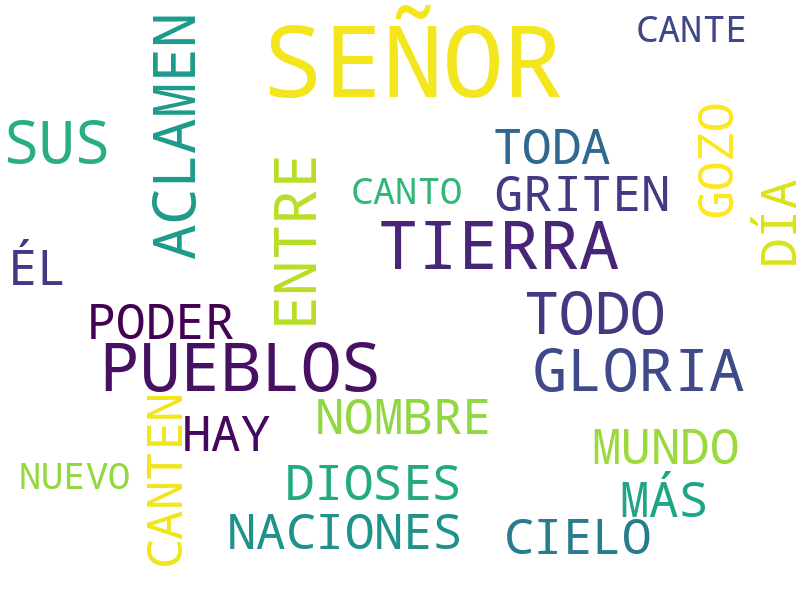 SEÑOR
CANTE
ACLAMEN
SUS
TODA
GOZO
ENTRE
CANTO
GRITEN
DÍA
TIERRA
ÉL
PODER
TODO
PUEBLOS
GLORIA
CANTEN
HAY
NOMBRE
MUNDO
NUEVO
DIOSES
MÁS
NACIONES
CIELO